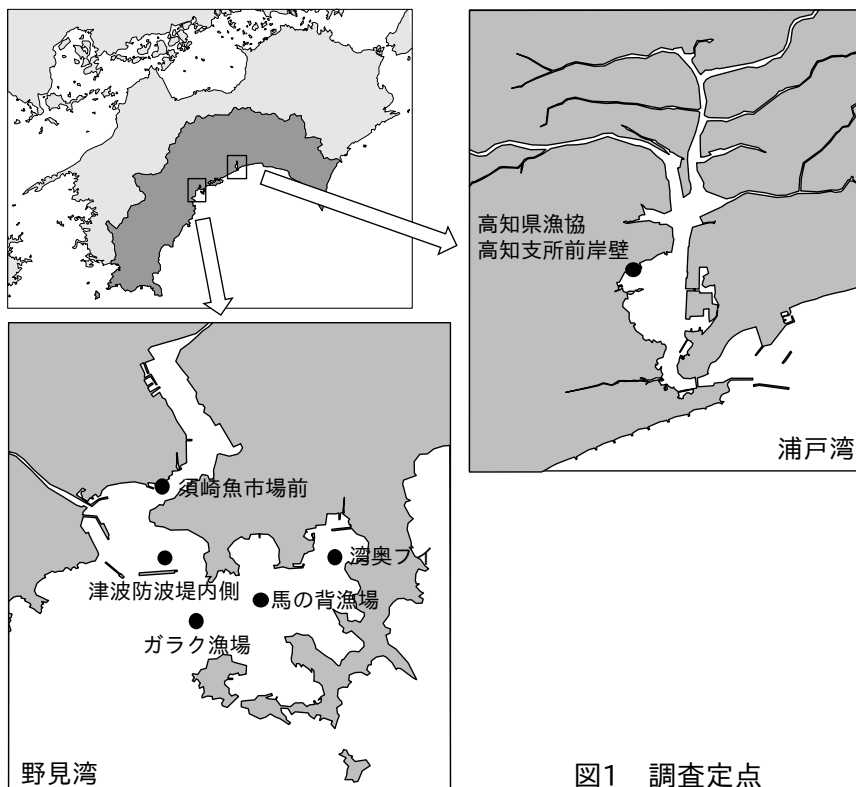 高知県漁協
高知支所前岸壁
浦戸湾
須崎魚市場前
湾奥ブイ
津波防波堤内側
馬の背漁場
ガラク漁場
野見湾
図1 調査定点